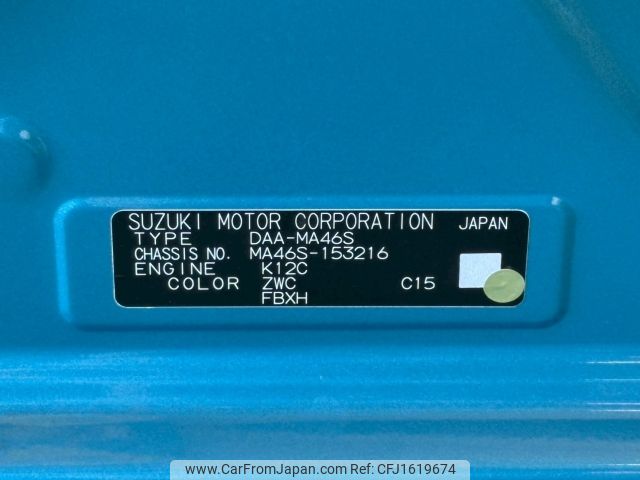 SUZUKI MOTOR CORPORATION JAPAN
TYPE DAA-MA46S
CHASSIS NO. MA46S-153216
ENGINE K12C
COLOR ZWC C15
FBXH
www.CarFromJapan.com/CFJ1619674